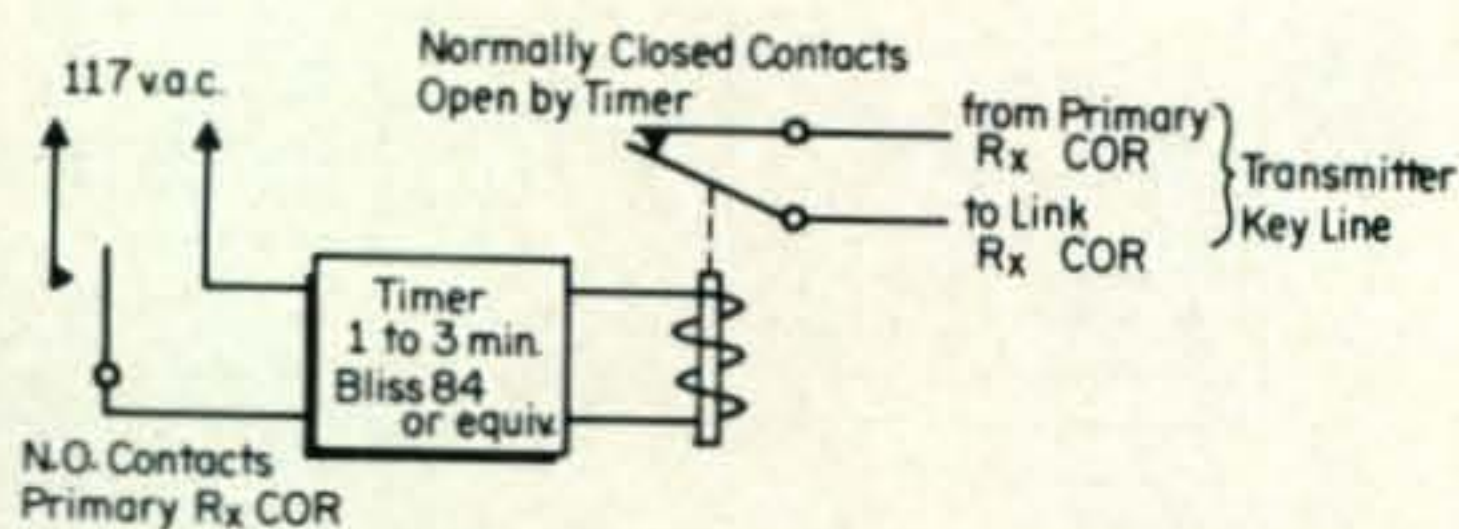 117 v.a.c.
Normally Closed Contacts
Open by Timer
from Primary
Rx COR
to Link
Rx COR
Transmitter
Key Line
Timer
1 to 3 min.
Bliss 84
or equiv.
N.O. Contacts
Primary Rx COR